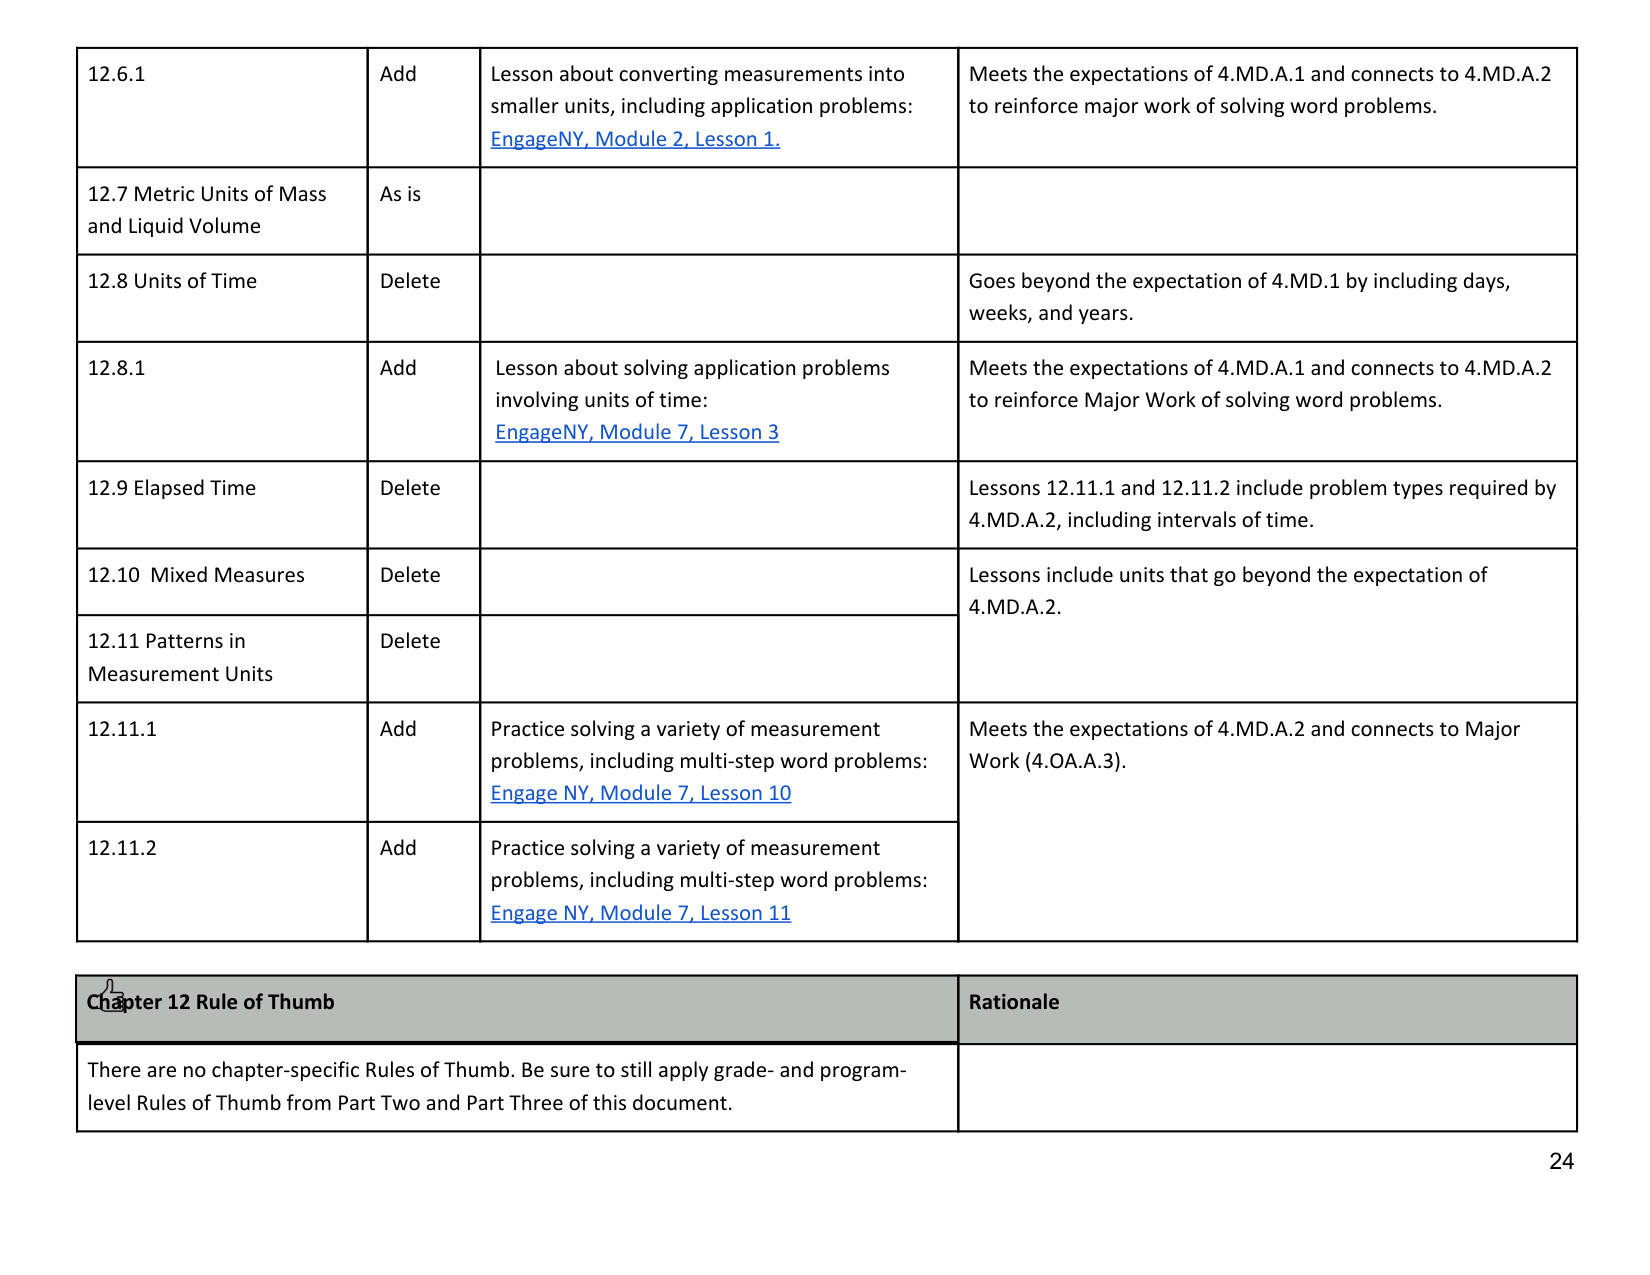 12.6.1
Add
Lesson about converting measurements into
smaller units, including application problems:
EngageNY, Module 2, Lesson 1.
Meets the expectations of 4.MD.A.1 and connects to 4.MD.A.2
to reinforce major work of solving word problems.
12.7 Metric Units of Mass
and Liquid Volume
As is
12.8 Units of Time
Delete
Goes beyond the expectation of 4.MD.1 by including days,
weeks, and years.
12.8.1
Add
Lesson about solving application problems
involving units of time:
EngageNY, Module 7, Lesson 3
Meets the expectations of 4.MD.A.1 and connects to 4.MD.A.2
to reinforce Major Work of solving word problems.
12.9 Elapsed Time
Delete
Lessons 12.11.1 and 12.11.2 include problem types required by
4.MD.A.2, including intervals of time.
12.10  Mixed Measures
Delete
Lessons include units that go beyond the expectation of
4.MD.A.2.
12.11 Patterns in
Measurement Units
Delete
12.11.1
Add
Practice solving a variety of measurement
problems, including multi-step word problems:
Engage NY, Module 7, Lesson 10
Meets the expectations of 4.MD.A.2 and connects to Major
Work (4.OA.A.3).
12.11.2
Add
Practice solving a variety of measurement
problems, including multi-step word problems:
Engage NY, Module 7, Lesson 11
Chapter 12 Rule of Thumb
Rationale
There are no chapter-specific Rules of Thumb. Be sure to still apply grade- and program-
level Rules of Thumb from Part Two and Part Three of this document.
24